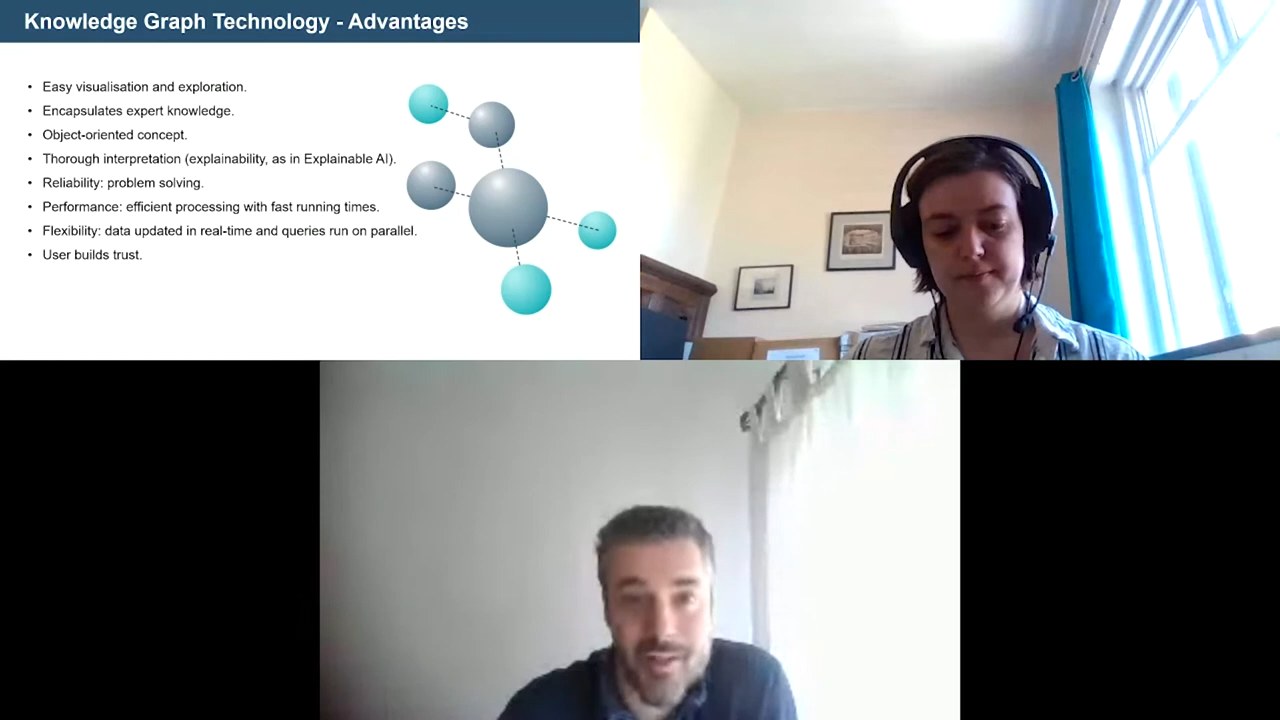 Knowledge Graph Technology - Advantages
• Easy visualisation and exploration.
• Encapsulates expert knowledge.
• Object-oriented concept.
• Thorough interpretation (explainability, as in Explainable AI).
• Reliability: problem solving.
• Performance: efficient processing with fast running times.
• Flexibility: data updated in real-time and queries run on parallel.
• User builds trust.